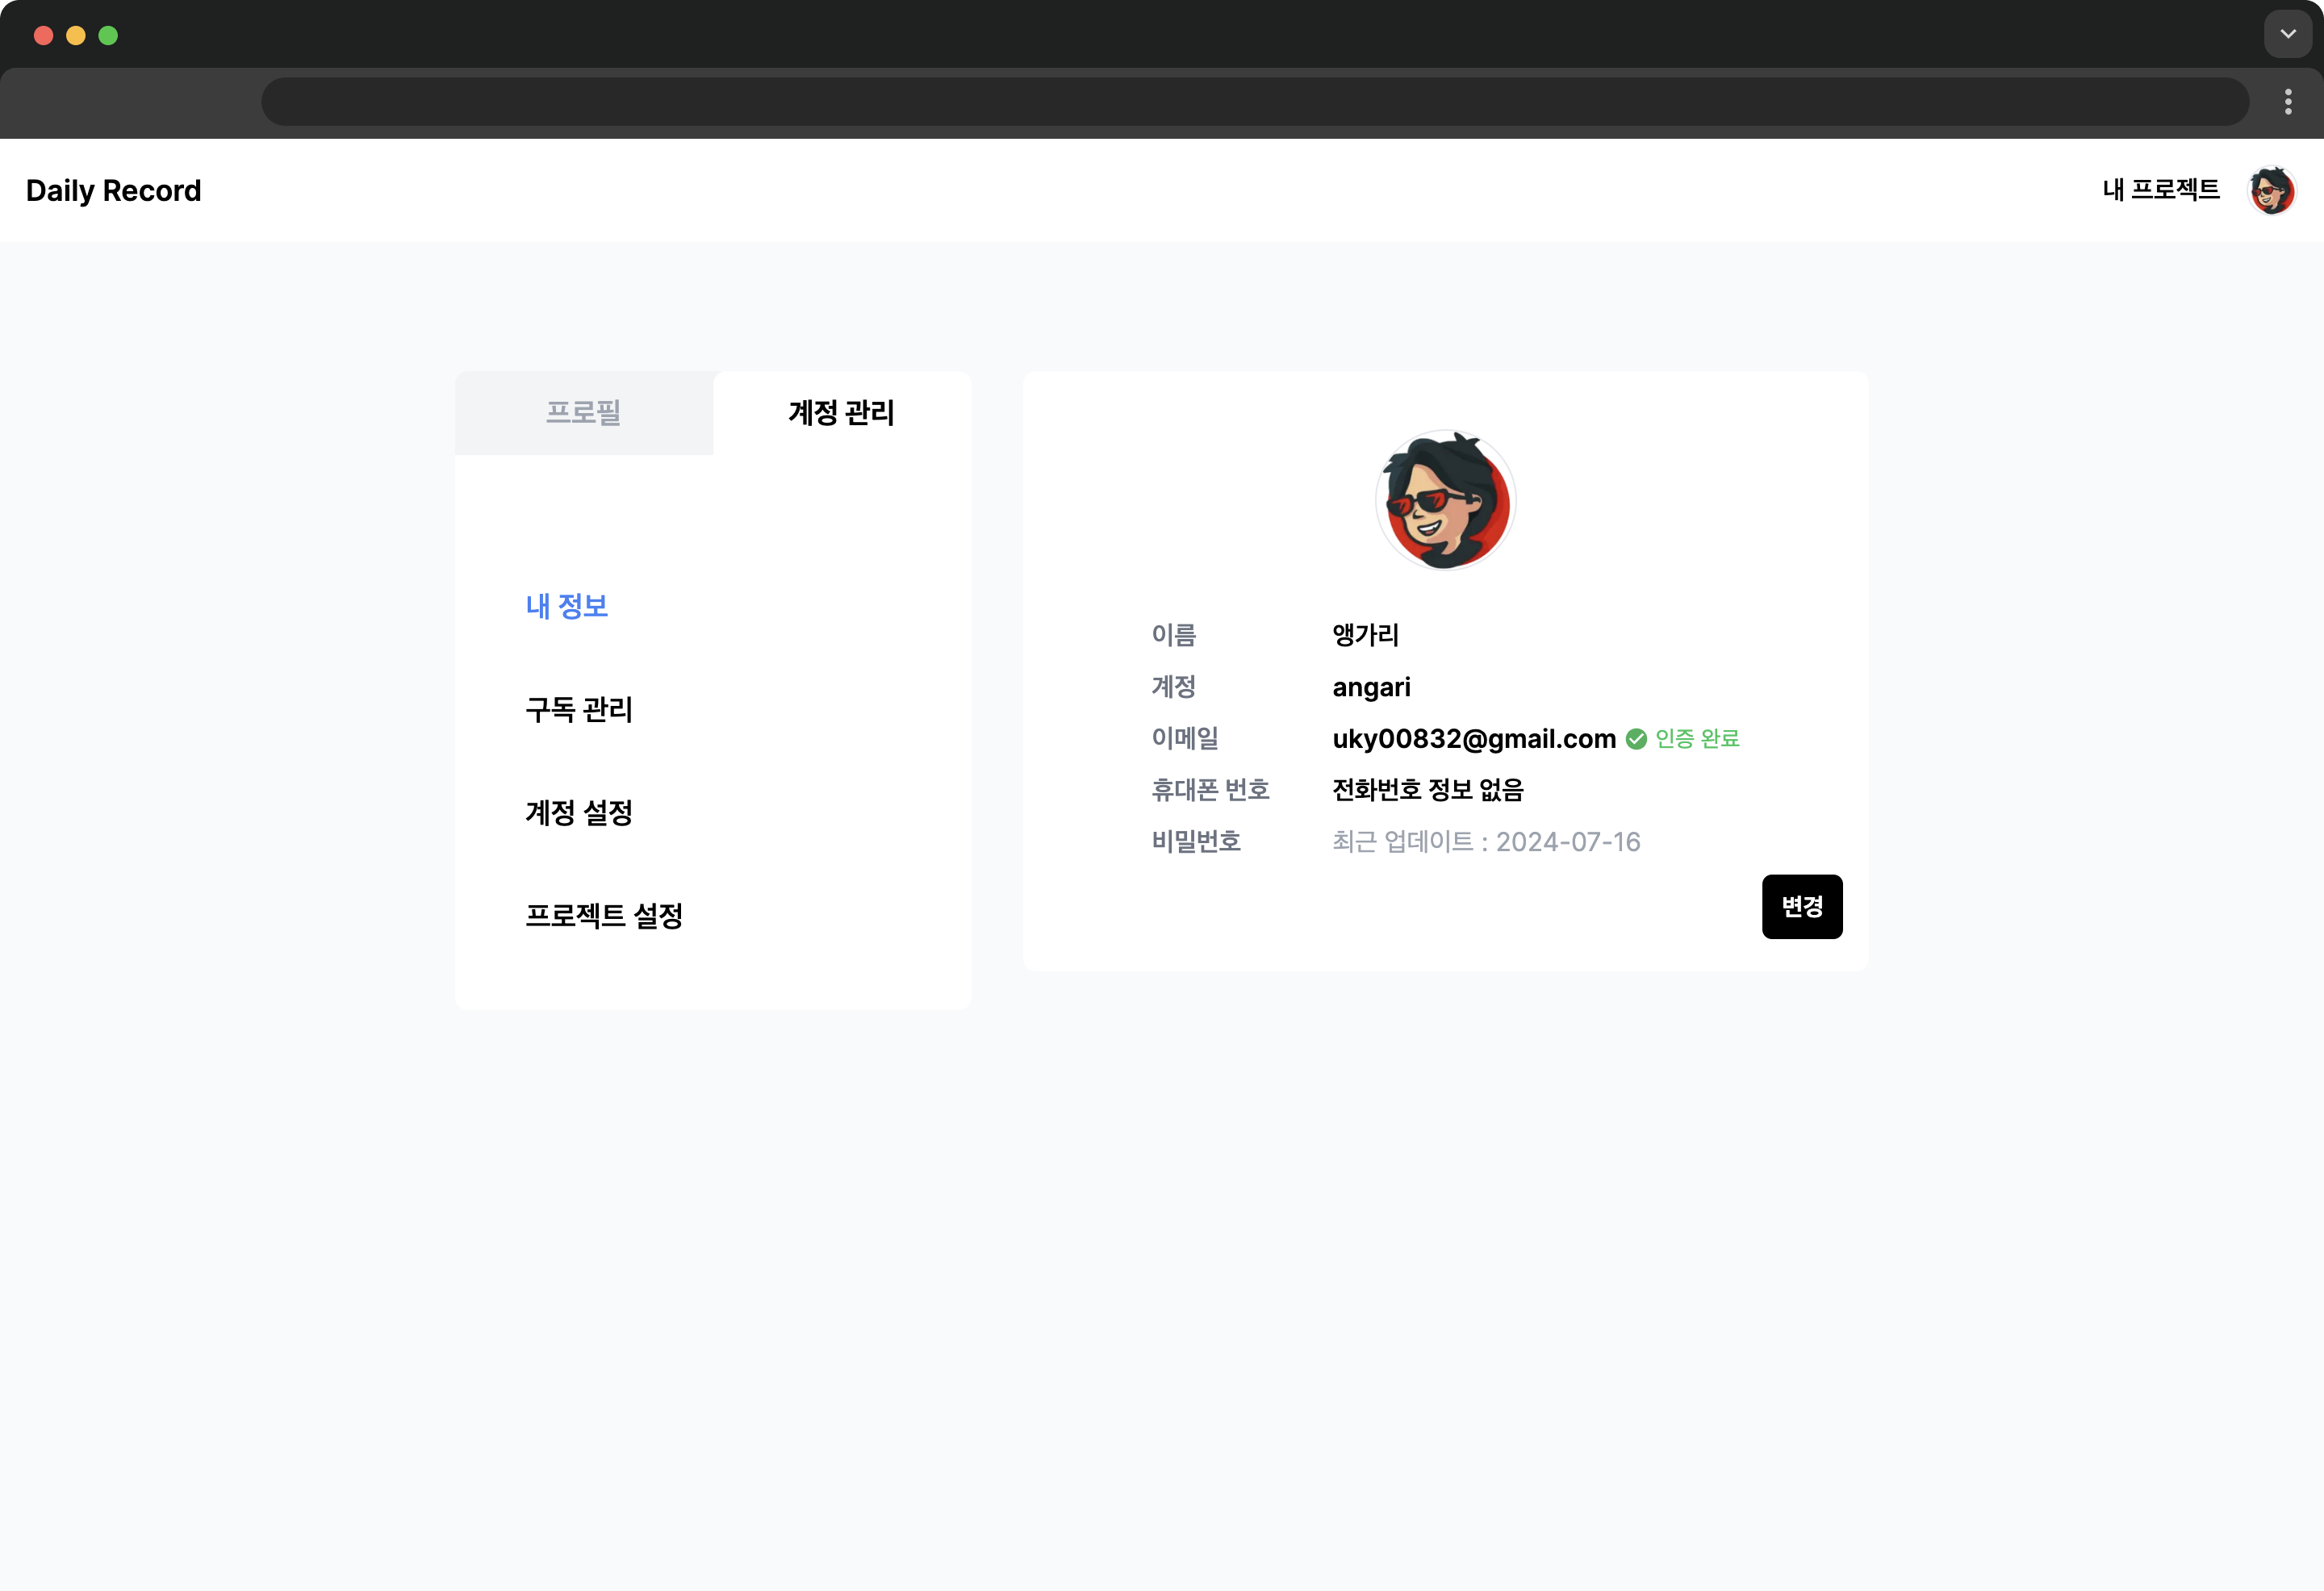 Daily Record
내 프로젝트
프로필
계정 관리
내 정보
구독 관리
계정 설정
프로젝트 설정
이름 앵가리
계정 angari
이메일 uky00832@gmail.com 인증 완료
휴대폰 번호 전화번호 정보 없음
비밀번호 최근 업데이트 : 2024-07-16
변경